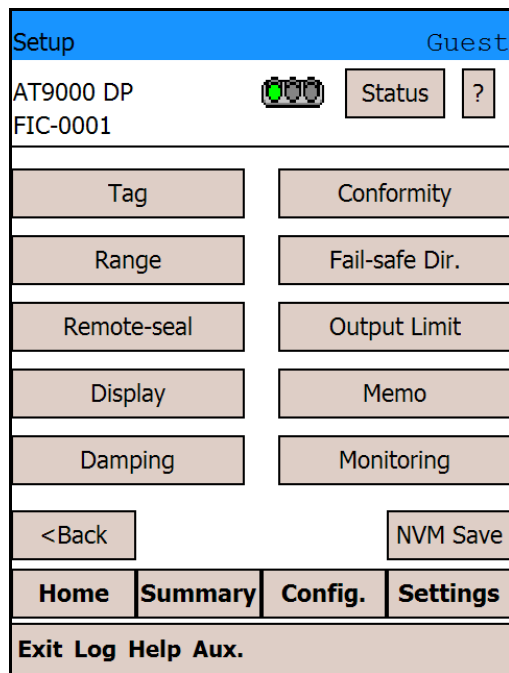 Setup Guest
AT9000 DP
Status ?
FIC-0001
Tag Conformity
Range Fail-safe Dir.
Remote-seal Output Limit
Display Memo
Damping Monitoring
<Back NVM Save
Home Summary Config. Settings
Exit Log Help Aux.